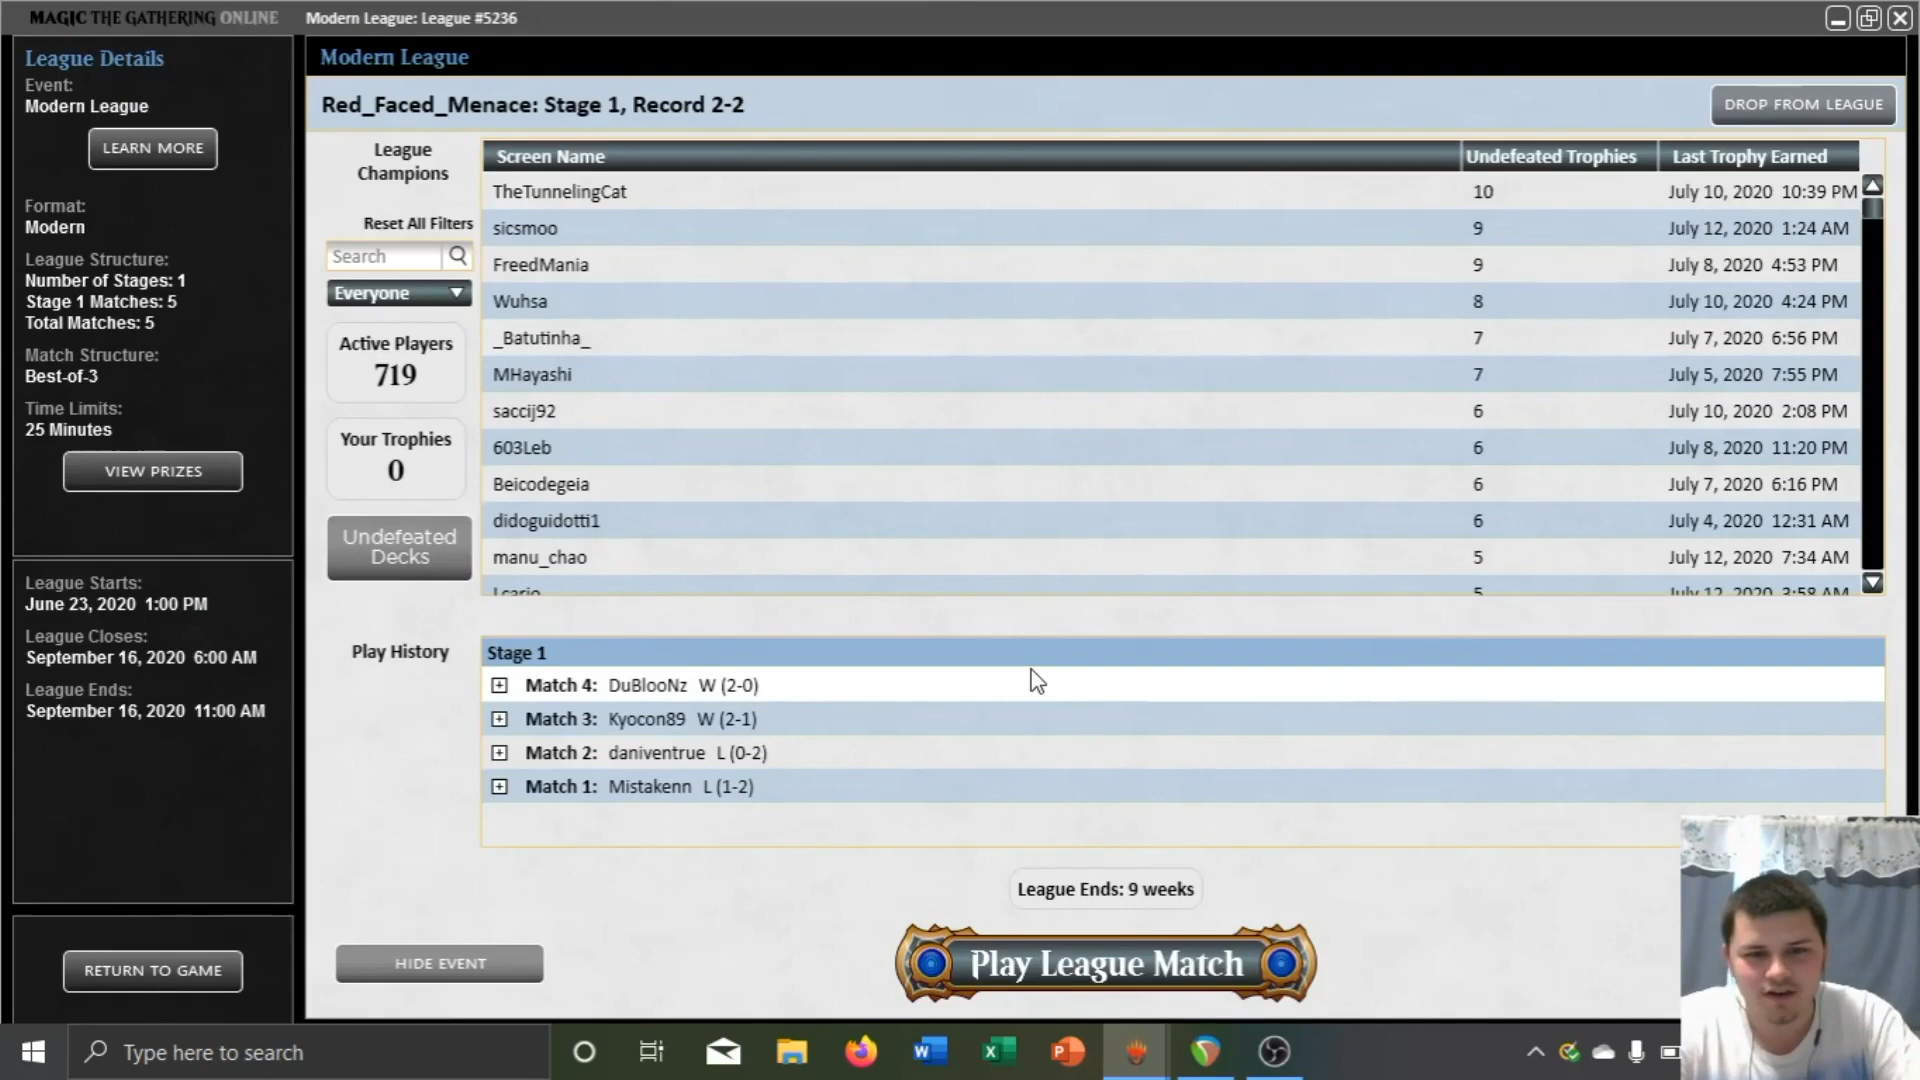 MAGIC THE GATHERING ONLINE
Modern League: League #5236
League Details
Event:
Modern League
LEARN MORE
Format:
Modern
League Structure:
Number of Stages: 1
Stage 1 Matches: 5
Total Matches: 5
Match Structure:
Best-of-3
Time Limits:
25 Minutes
VIEW PRIZES
League Starts:
June 23, 2020 1:00 PM
League Closes:
September 16, 2020 6:00 AM
League Ends:
September 16, 2020 11:00 AM
RETURN TO GAME
Modern League
Red_Faced_Menace: Stage 1, Record 2-2
DROP FROM LEAGUE
League
Champions
Reset All Filters
Search
Everyone
Active Players
719
Your Trophies
0
Undefeated
Decks
Screen Name Undefeated Trophies Last Trophy Earned
TheTunnelingCat 10 July 10, 2020 10:39 PM
sicsmoo 9 July 12, 2020 1:24 AM
FreedMania 9 July 8, 2020 4:53 PM
Wuhsa 8 July 10, 2020 4:24 PM
_Batutinha_ 7 July 7, 2020 6:56 PM
MHayashi 7 July 5, 2020 7:55 PM
saccij92 6 July 10, 2020 2:08 PM
603Leb 6 July 8, 2020 11:20 PM
Beicodegeia 6 July 7, 2020 6:16 PM
didoguidotti1 6 July 4, 2020 12:31 AM
manu_chao 5 July 12, 2020 7:34 AM
5 July 12, 2020 3:58 AM
Play History
Stage 1
Match 4: DuBlooNz W (2-0)
Match 3: Kyocon89 W (2-1)
Match 2: daniventrue L (0-2)
Match 1: Mistakenn L (1-2)
League Ends: 9 weeks
HIDE EVENT
Play League Match
Type here to search